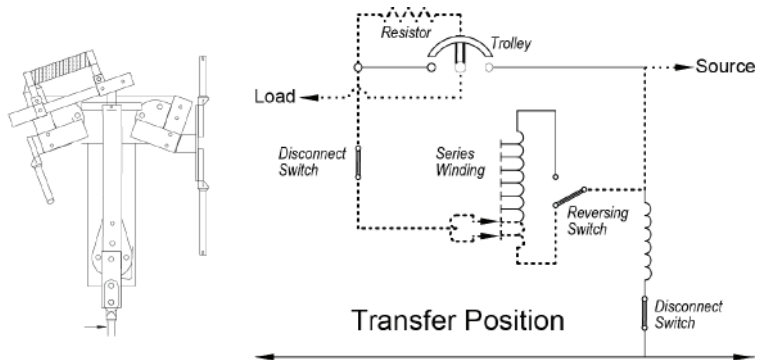 Resistor
Trolley
Source
Load
Disconnect
Switch
Series
Winding
Reversing
Switch
Transfer Position
Disconnect
Switch